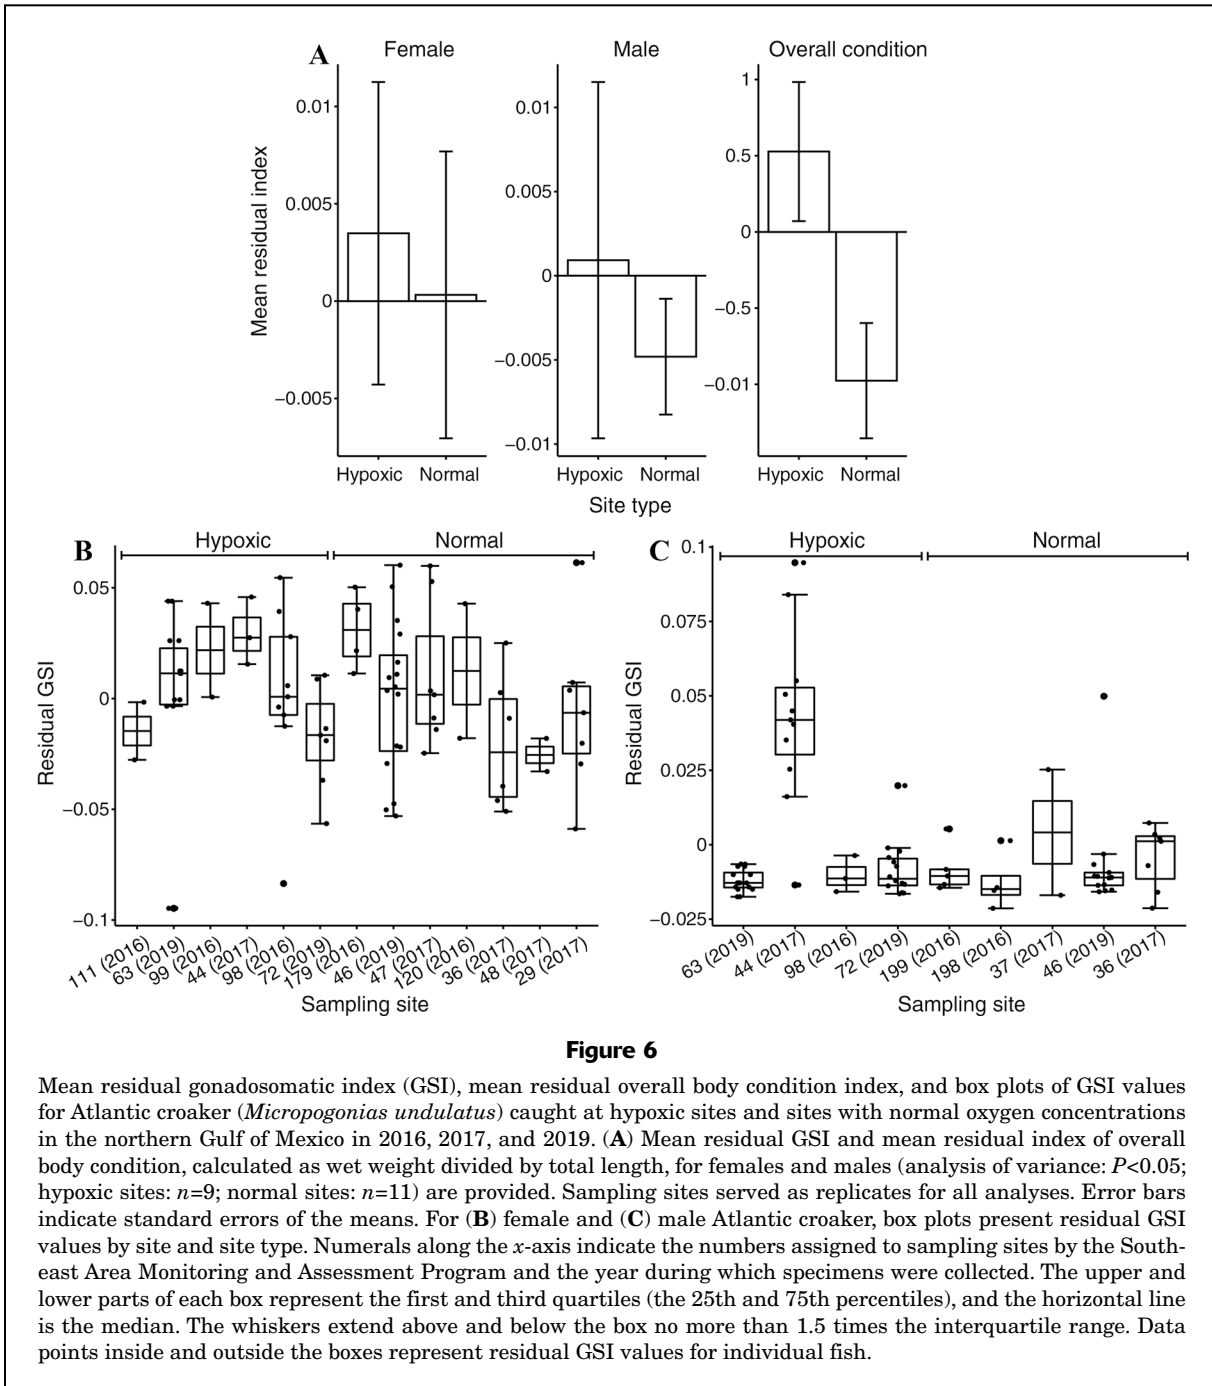 A
Female
Male
Overall condition
Mean residual index
0.01
0.005
0
−0.005
0.01
0.005
0
−0.005
−0.01
1
0.5
0
−0.5
−0.01
Hypoxic
Normal
Hypoxic
Normal
Hypoxic
Normal
Site type
B
Hypoxic
Normal
Residual GSI
0.05
0
−0.05
−0.1
111 (2016)
63 (2019)
99 (2016)
44 (2017)
98 (2016)
72 (2019)
179 (2016)
46 (2019)
47 (2017)
120 (2016)
36 (2017)
48 (2017)
29 (2017)
Sampling site
C
Hypoxic
Normal
Residual GSI
0.1
0.075
0.05
0.025
0
−0.025
63 (2019)
44 (2017)
98 (2016)
72 (2019)
199 (2016)
198 (2016)
37 (2017)
46 (2019)
36 (2017)
Sampling site
Figure 6
Mean residual gonadosomatic index (GSI), mean residual overall body condition index, and box plots of GSI values
for Atlantic croaker (Micropogonias undulatus) caught at hypoxic sites and sites with normal oxygen concentrations
in the northern Gulf of Mexico in 2016, 2017, and 2019. (A) Mean residual GSI and mean residual index of overall
body condition, calculated as wet weight divided by total length, for females and males (analysis of variance: P<0.05;
hypoxic sites: n=9; normal sites: n=11) are provided. Sampling sites served as replicates for all analyses. Error bars
indicate standard errors of the means. For (B) female and (C) male Atlantic croaker, box plots present residual GSI
values by site and site type. Numerals along the x-axis indicate the numbers assigned to sampling sites by the South-
east Area Monitoring and Assessment Program and the year during which specimens were collected. The upper and
lower parts of each box represent the first and third quartiles (the 25th and 75th percentiles), and the horizontal line
is the median. The whiskers extend above and below the box no more than 1.5 times the interquartile range. Data
points inside and outside the boxes represent residual GSI values for individual fish.